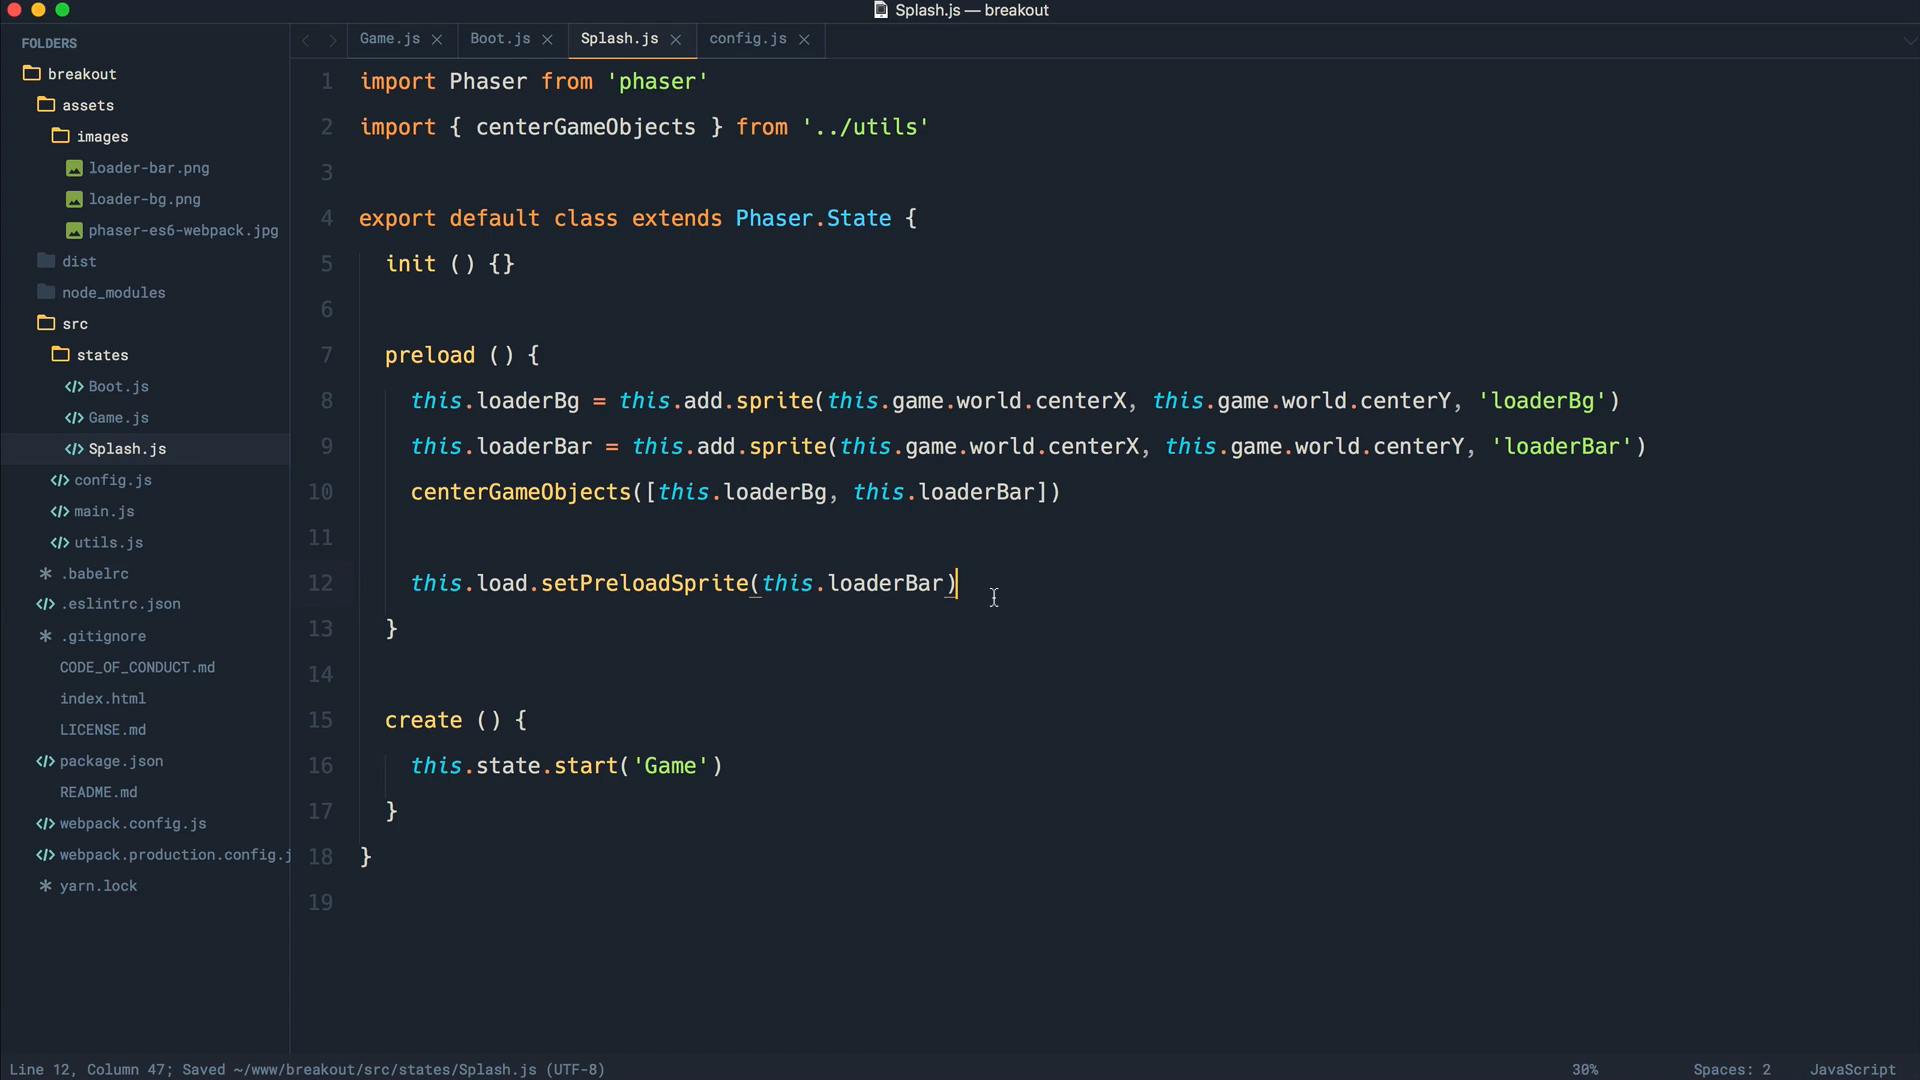 Splash.js — breakout
FOLDERS
breakout
assets
images
loader-bar.png
loader-bg.png
phaser-es6-webpack.jpg
dist
node_modules
src
states
Boot.js
Game.js
Splash.js
config.js
main.js
utils.js
.babelrc
.eslintrc.json
.gitignore
CODE_OF_CONDUCT.md
index.html
LICENSE.md
package.json
README.md
webpack.config.js
webpack.production.config.j
yarn.lock
Game.js Boot.js Splash.js config.js
1 import Phaser from 'phaser'
2 import { centerGameObjects } from '../utils'
3
4 export default class extends Phaser.State {
5 init () {}
6
7 preload () {
8 this.loaderBg = this.add.sprite(this.game.world.centerX, this.game.world.centerY, 'loaderBg')
9 this.loaderBar = this.add.sprite(this.game.world.centerX, this.game.world.centerY, 'loaderBar')
10 centerGameObjects([this.loaderBg, this.loaderBar])
11
12 this.load.setPreloadSprite(this.loaderBar)
13 }
14
15 create () {
16 this.state.start('Game')
17 }
18 }
19
Line 12, Column 47; Saved ~/www/breakout/src/states/Splash.js (UTF-8) 30% Spaces: 2 JavaScript